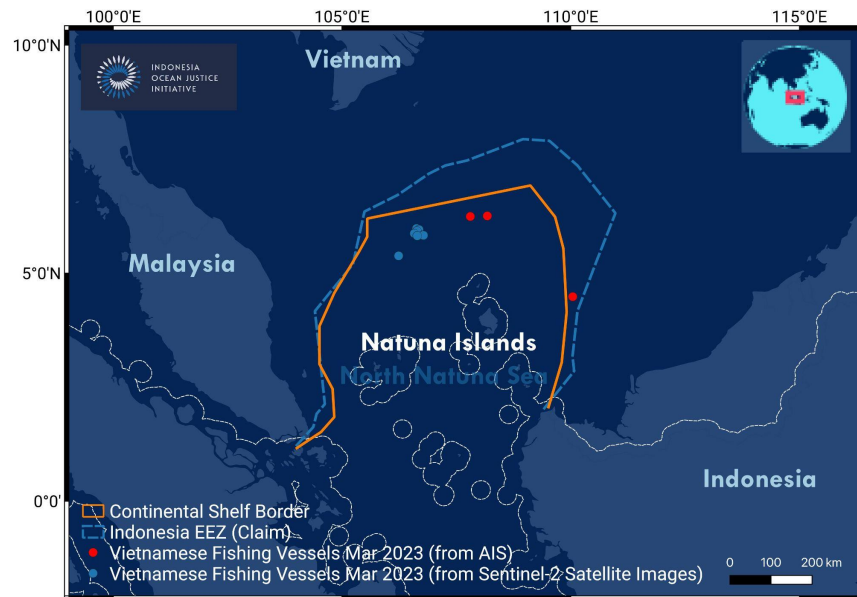 100°0'E 105°0'E 110°0'E 115°0'E
10°0'N
INDONESIA
OCEAN JUSTICE
INITIATIVE
Vietnam
Malaysia
5°0'N
Natuna Islands
North Natuna Sea
Indonesia
0°0'
Continental Shelf Border
Indonesia EEZ (Claim)
Vietnamese Fishing Vessels Mar 2023 (from AIS)
Vietnamese Fishing Vessels Mar 2023 (from Sentinel-2 Satellite Images)
0 100 200 km